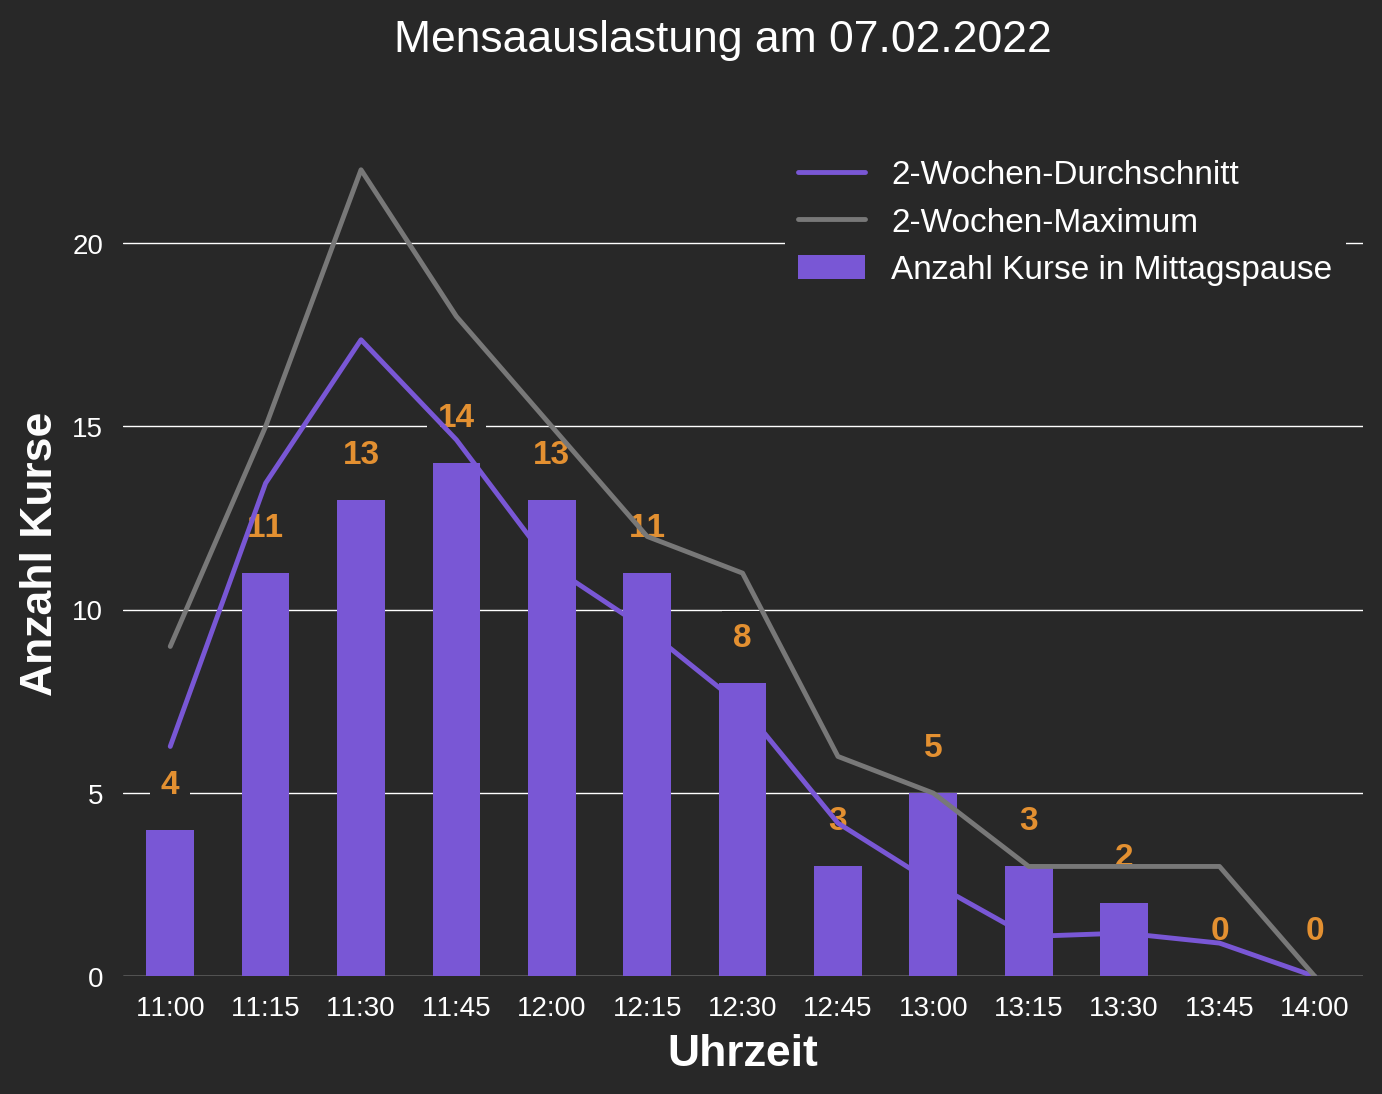 Mensaauslastung am 07.02.2022
2-Wochen-Durchschnitt
2-Wochen-Maximum
Anzahl Kurse in Mittagspause
Anzahl Kurse
20
15
10
5
0
4
11
13
14
13
11
8
3
5
3
2
0
0
11:00 11:15 11:30 11:45 12:00 12:15 12:30 12:45 13:00 13:15 13:30 13:45 14:00
Uhrzeit